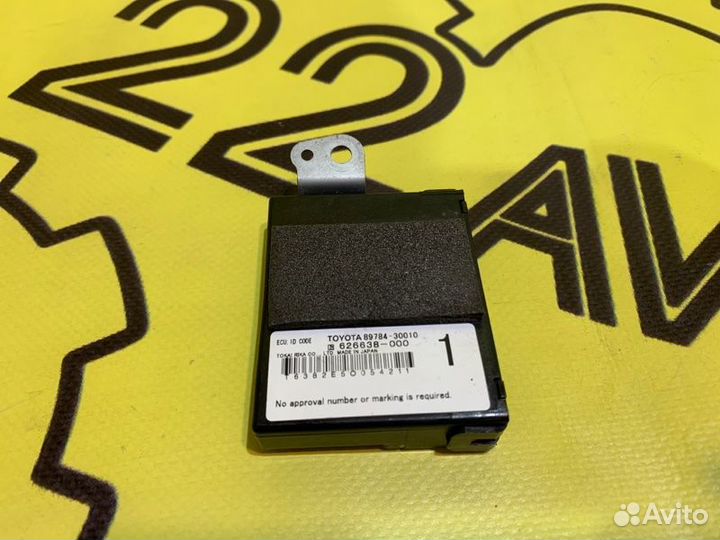 22 AV
ECU, ID CODE TOYOTA 89784-30010
626638-000
TOKAI RIKA CO., LTD. MADE IN JAPAN
1
16382E5D054211
No approval number or marking is required.
Avito